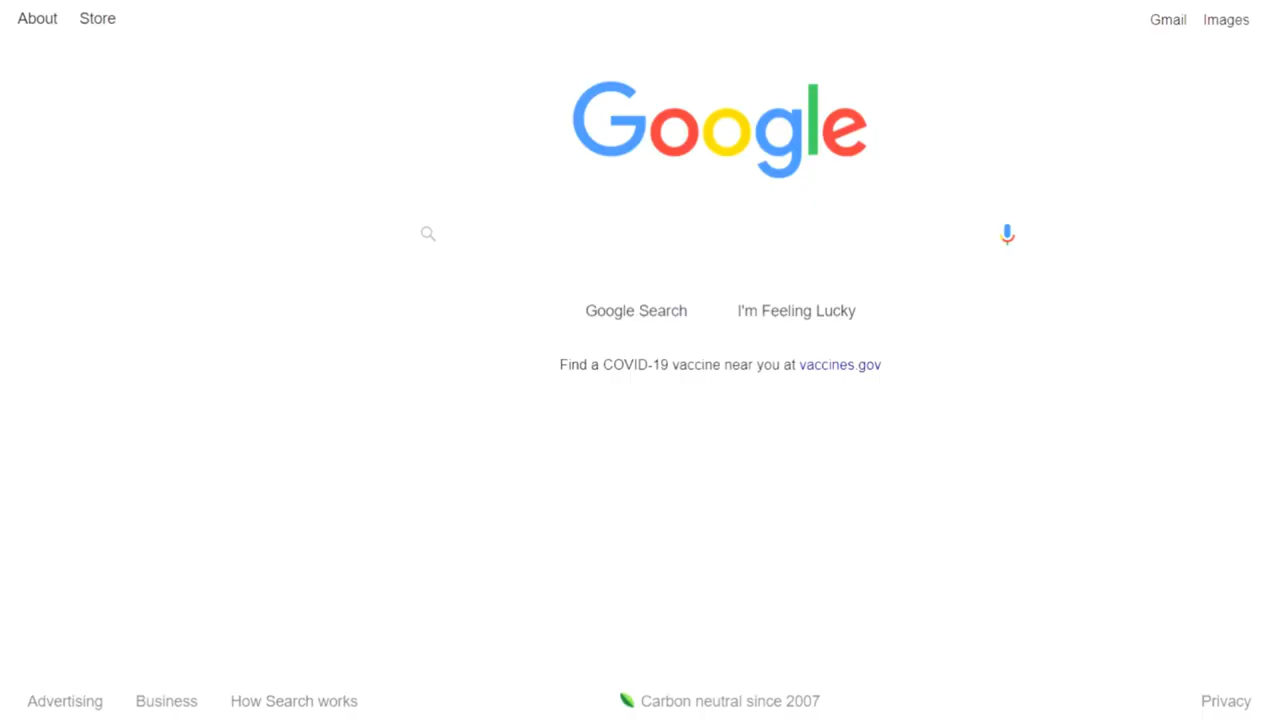 About Store Gmail Images
Google
Google Search I'm Feeling Lucky
Find a COVID-19 vaccine near you at vaccines.gov
Advertising Business How Search works Carbon neutral since 2007 Privacy